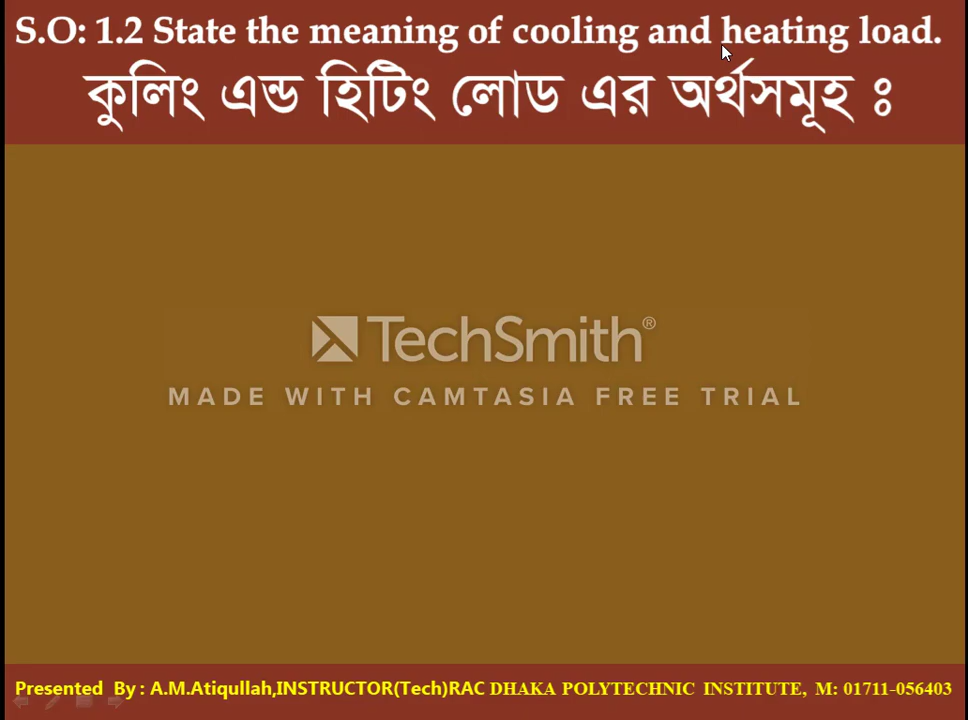 S.O: 1.2 State the meaning of cooling and heating load.
কুলিং এন্ড হিটিং লোড এর অর্থসমূহ ঃ
TechSmith®
MADE WITH CAMTASIA FREE TRIAL
Presented By : A.M.Atiqullah,INSTRUCTOR(Tech)RAC DHAKA POLYTECHNIC INSTITUTE, M: 01711-056403